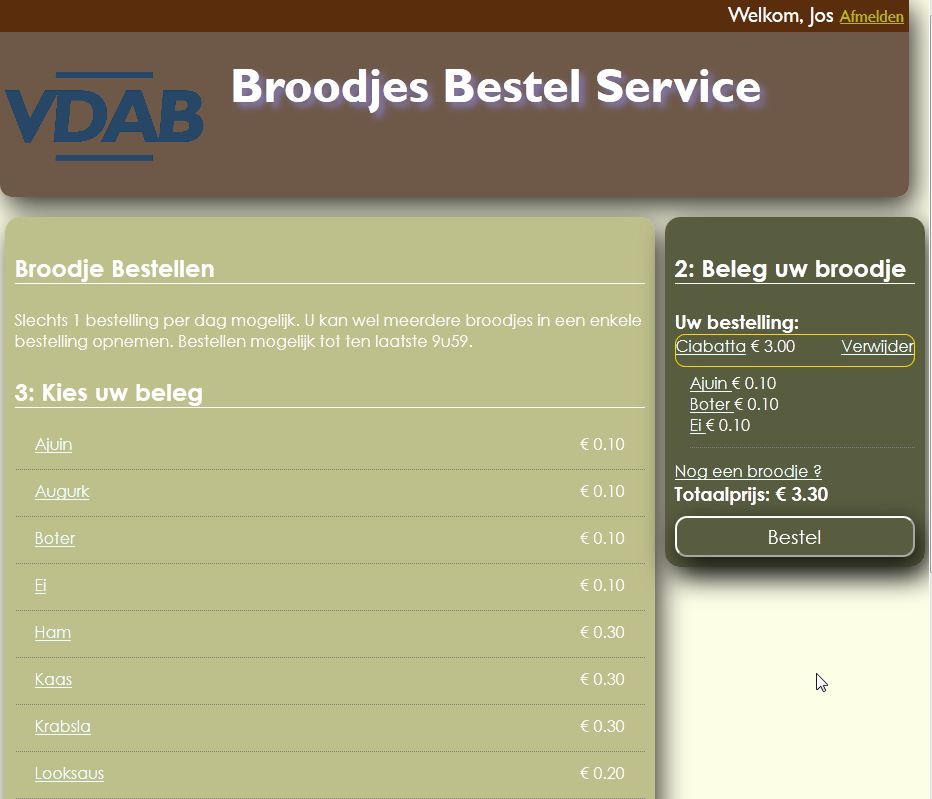 Welkom, Jos Afmelden
VDAB
Broodjes Bestel Service
Broodje Bestellen
Slechts 1 bestelling per dag mogelijk. U kan wel meerdere broodjes in een enkele
bestelling opnemen. Bestellen mogelijk tot ten laatste 9u59.
3: Kies uw beleg
Ajuin € 0.10
Augurk € 0.10
Boter € 0.10
Ei € 0.10
Ham € 0.30
Kaas € 0.30
Krabsla € 0.30
Looksaus € 0.20
2: Beleg uw broodje
Uw bestelling:
Ciabatta € 3.00 Verwijder
Ajuin € 0.10
Boter € 0.10
Ei € 0.10
Nog een broodje ?
Totaalprijs: € 3.30
Bestel